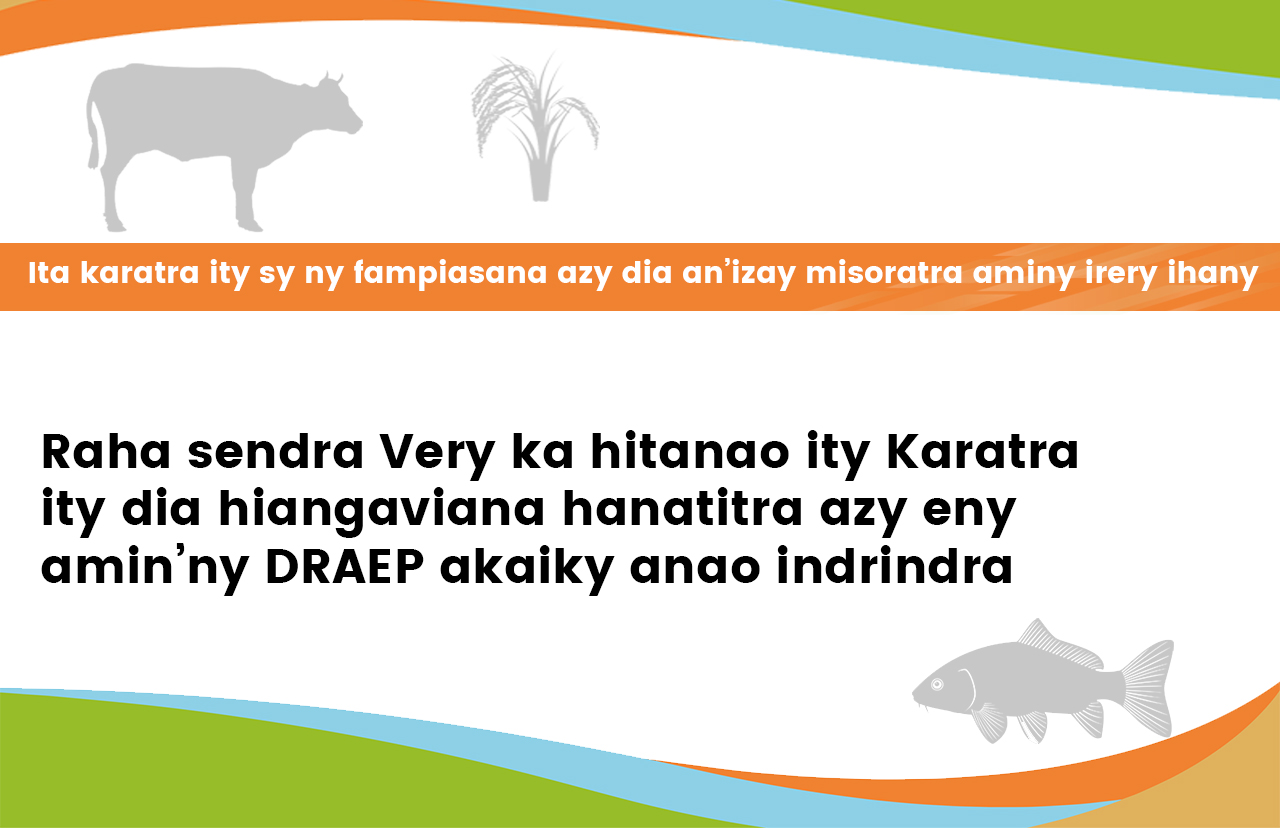 Ita karatra ity sy ny fampiasana azy dia an’izay misoratra aminy irery ihany
Raha sendra Very ka hitanao ity Karatra
ity dia hiangaviana hanatitra azy eny
amin’ny DRAEP akaiky anao indrindra